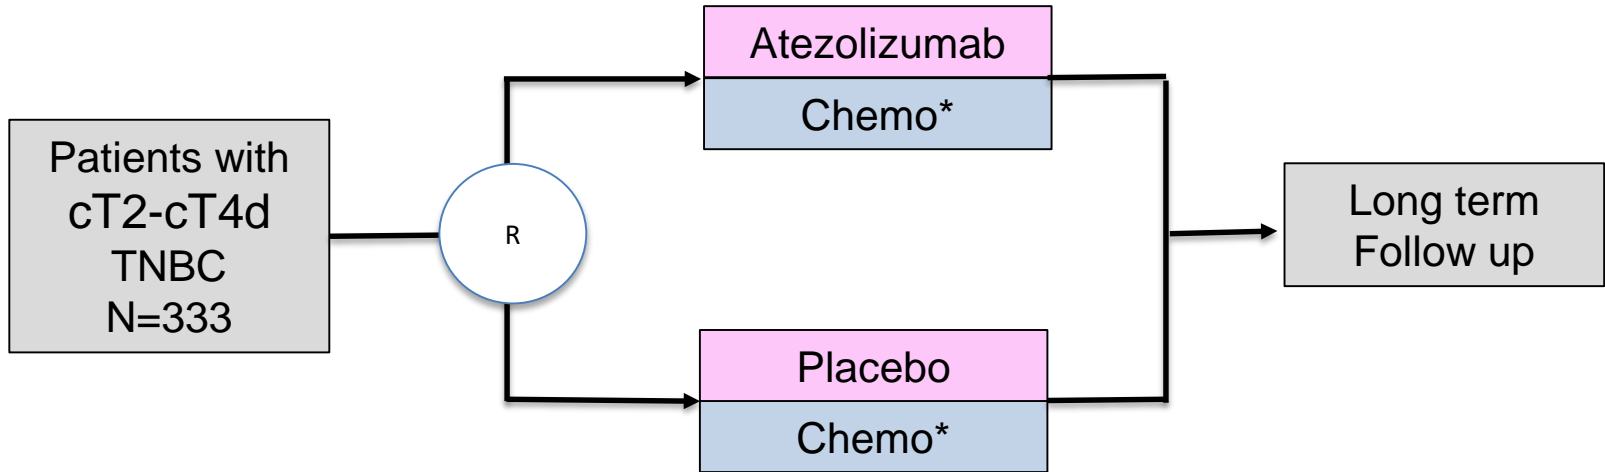 Patients with
cT2-cT4d
TNBC
N=333
R
Atezolizumab
Chemo*
Placebo
Chemo*
Long term
Follow up